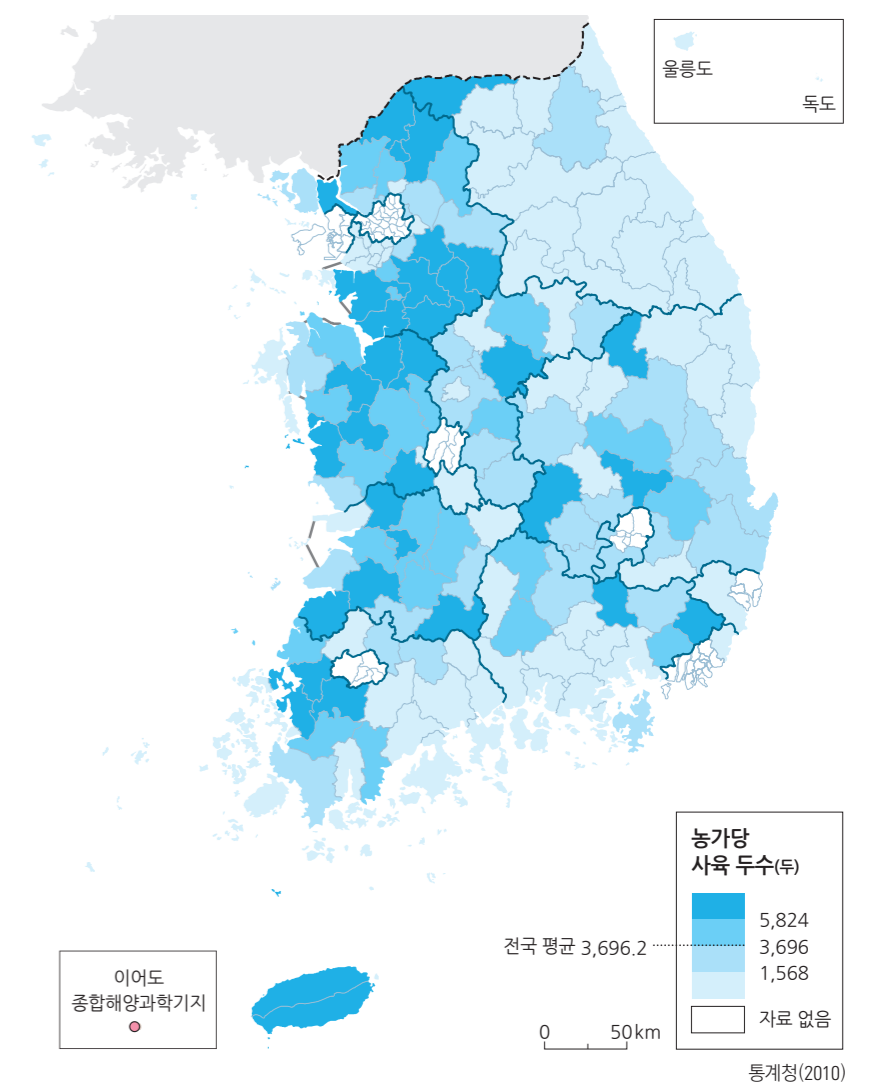 울릉도
독도
농가당
사육 두수(두)
5,824
전국 평균 3,696.2
3,696
1,568
자료 없음
이어도
종합해양과학기지
0 50km
통계청(2010)